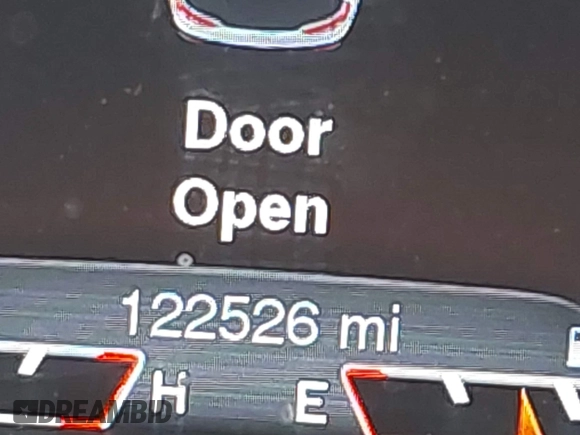 Door
Open
122526 mi
H E
DREAMBID